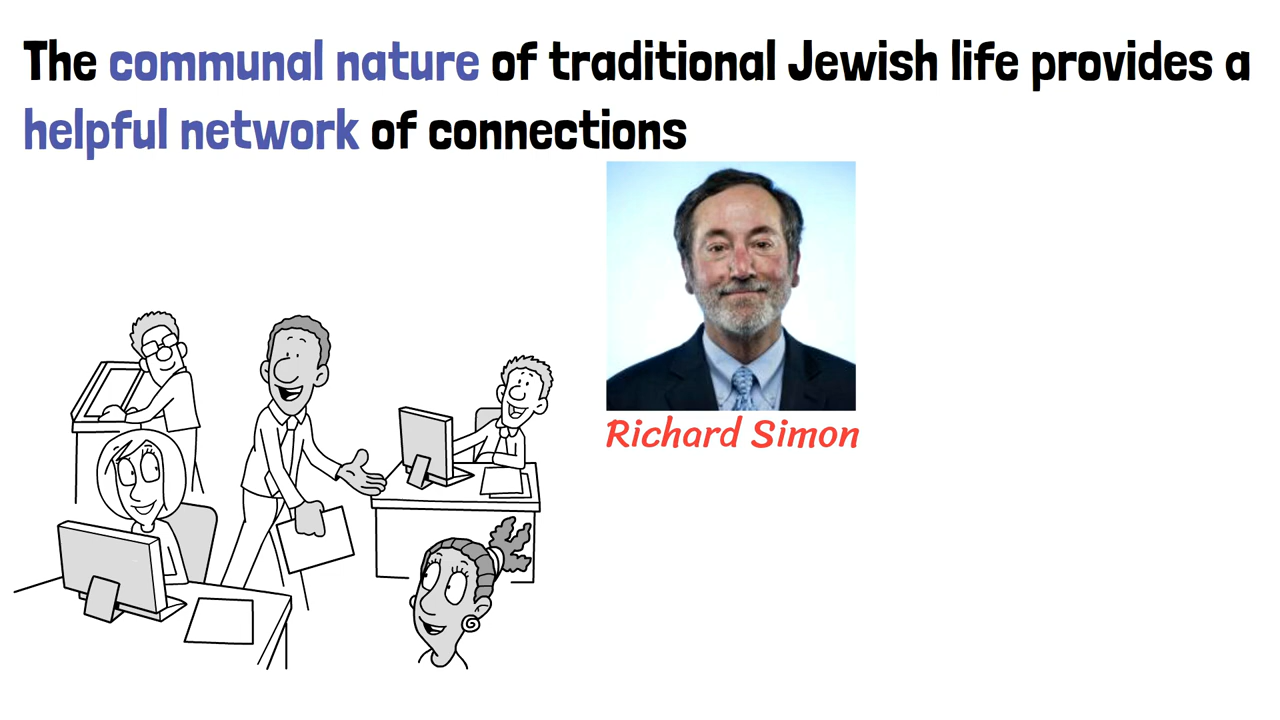 The communal nature of traditional Jewish life provides a
helpful network of connections
Richard Simon